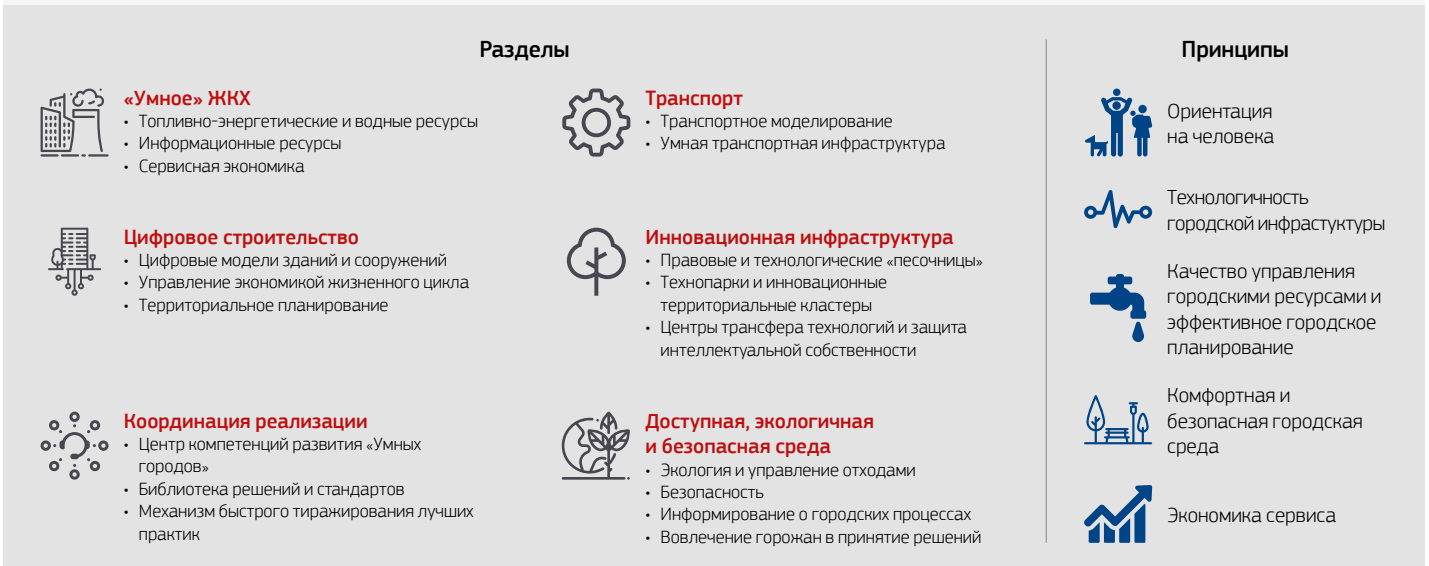 Разделы
«Умное» ЖКХ
• Топливно-энергетические и водные ресурсы
• Информационные ресурсы
• Сервисная экономика
Транспорт
• Транспортное моделирование
• Умная транспортная инфраструктура
Цифровое строительство
• Цифровые модели зданий и сооружений
• Управление экономикой жизненного цикла
• Территориальное планирование
Инновационная инфраструктура
• Правовые и технологические «песочницы»
• Технопарки и инновационные
территориальные кластеры
• Центры трансфера технологий и защита
интеллектуальной собственности
Координация реализации
• Центр компетенций развития «Умных
городов»
• Библиотека решений и стандартов
• Механизм быстрого тиражирования лучших
практик
Доступная, экологичная
и безопасная среда
• Экология и управление отходами
• Безопасность
• Информирование о городских процессах
• Вовлечение горожан в принятие решений
Принципы
Ориентация
на человека
Технологичность
городской инфрастуктуры
Качество управления
городскими ресурсами и
эффективное городское
планирование
Комфортная и
безопасная городская
среда
Экономика сервиса